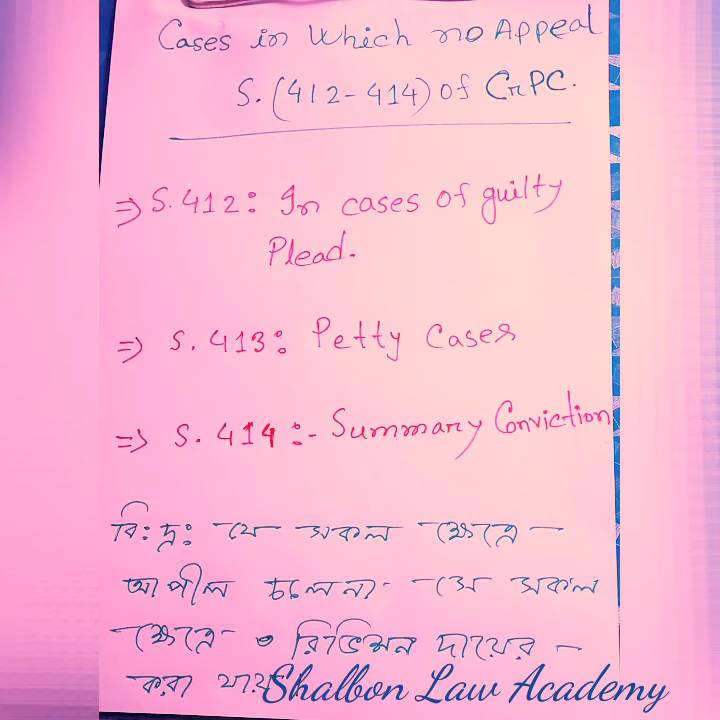 Cases in Which no Appeal
S. (412-414) of CrPC.
⇒ S. 412: In cases of guilty
Plead.
⇒ S. 413: Petty Cases
⇒ S. 414:- Summary Conviction
বি:দ্র: যে সকল ক্ষেত্রে -
আপীল চলেনা- সে সকল
ক্ষেত্রে ও রিভিশন দায়ের -
করা যায়
Shalbon Law Academy